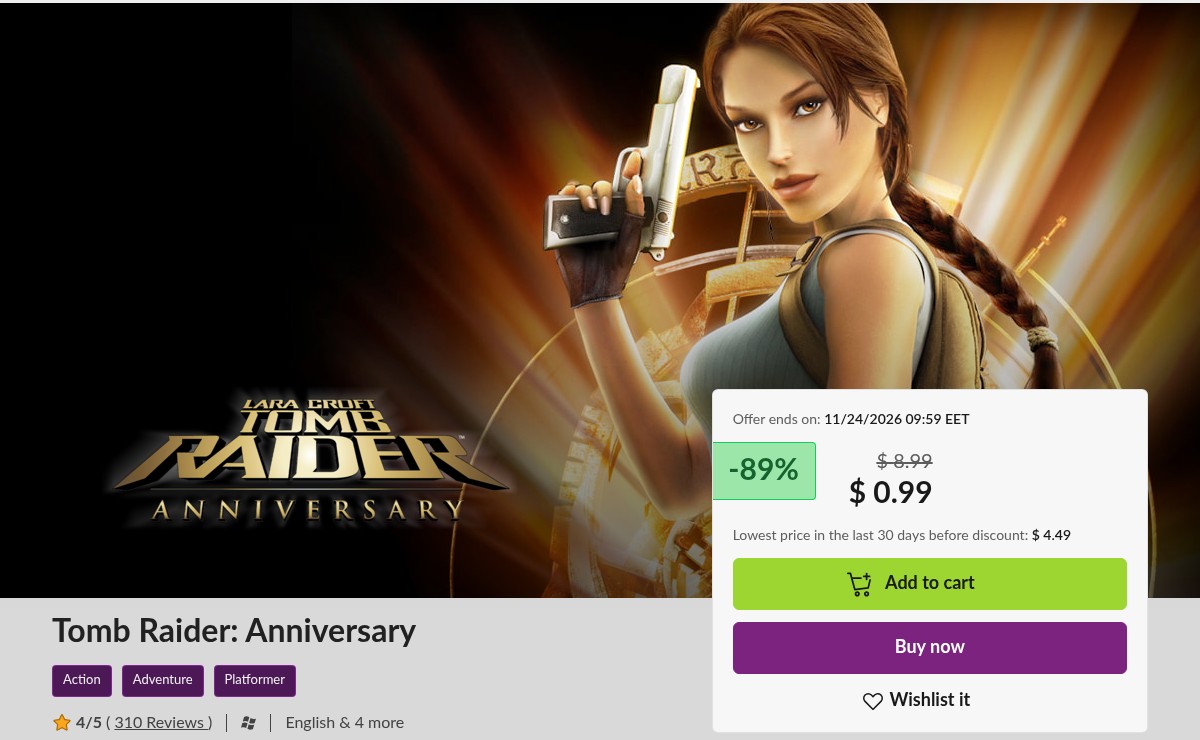 LARA CROFT
TOMB
RAIDER™
ANNIVERSARY
Offer ends on: 11/24/2026 09:59 EET
-89%
$ 8.99
$ 0.99
Lowest price in the last 30 days before discount: $ 4.49
Add to cart
Buy now
Wishlist it
Tomb Raider: Anniversary
Action Adventure Platformer
4/5 ( 310 Reviews ) | | English & 4 more